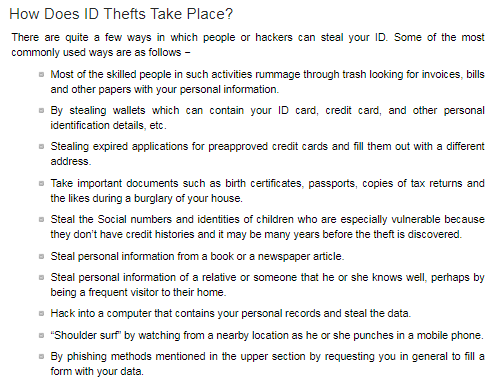 How Does ID Thefts Take Place?
There are quite a few ways in which people or hackers can steal your ID. Some of the most
commonly used ways are as follows –
Most of the skilled people in such activities rummage through trash looking for invoices, bills
and other papers with your personal information.
By stealing wallets which can contain your ID card, credit card, and other personal
identification details, etc.
Stealing expired applications for preapproved credit cards and fill them out with a different
address.
Take important documents such as birth certificates, passports, copies of tax returns and
the likes during a burglary of your house.
Steal the Social numbers and identities of children who are especially vulnerable because
they don't have credit histories and it may be many years before the theft is discovered.
Steal personal information from a book or a newspaper article.
Steal personal information of a relative or someone that he or she knows well, perhaps by
being a frequent visitor to their home.
Hack into a computer that contains your personal records and steal the data.
“Shoulder surf” by watching from a nearby location as he or she punches in a mobile phone.
By phishing methods mentioned in the upper section by requesting you in general to fill a
form with your data.